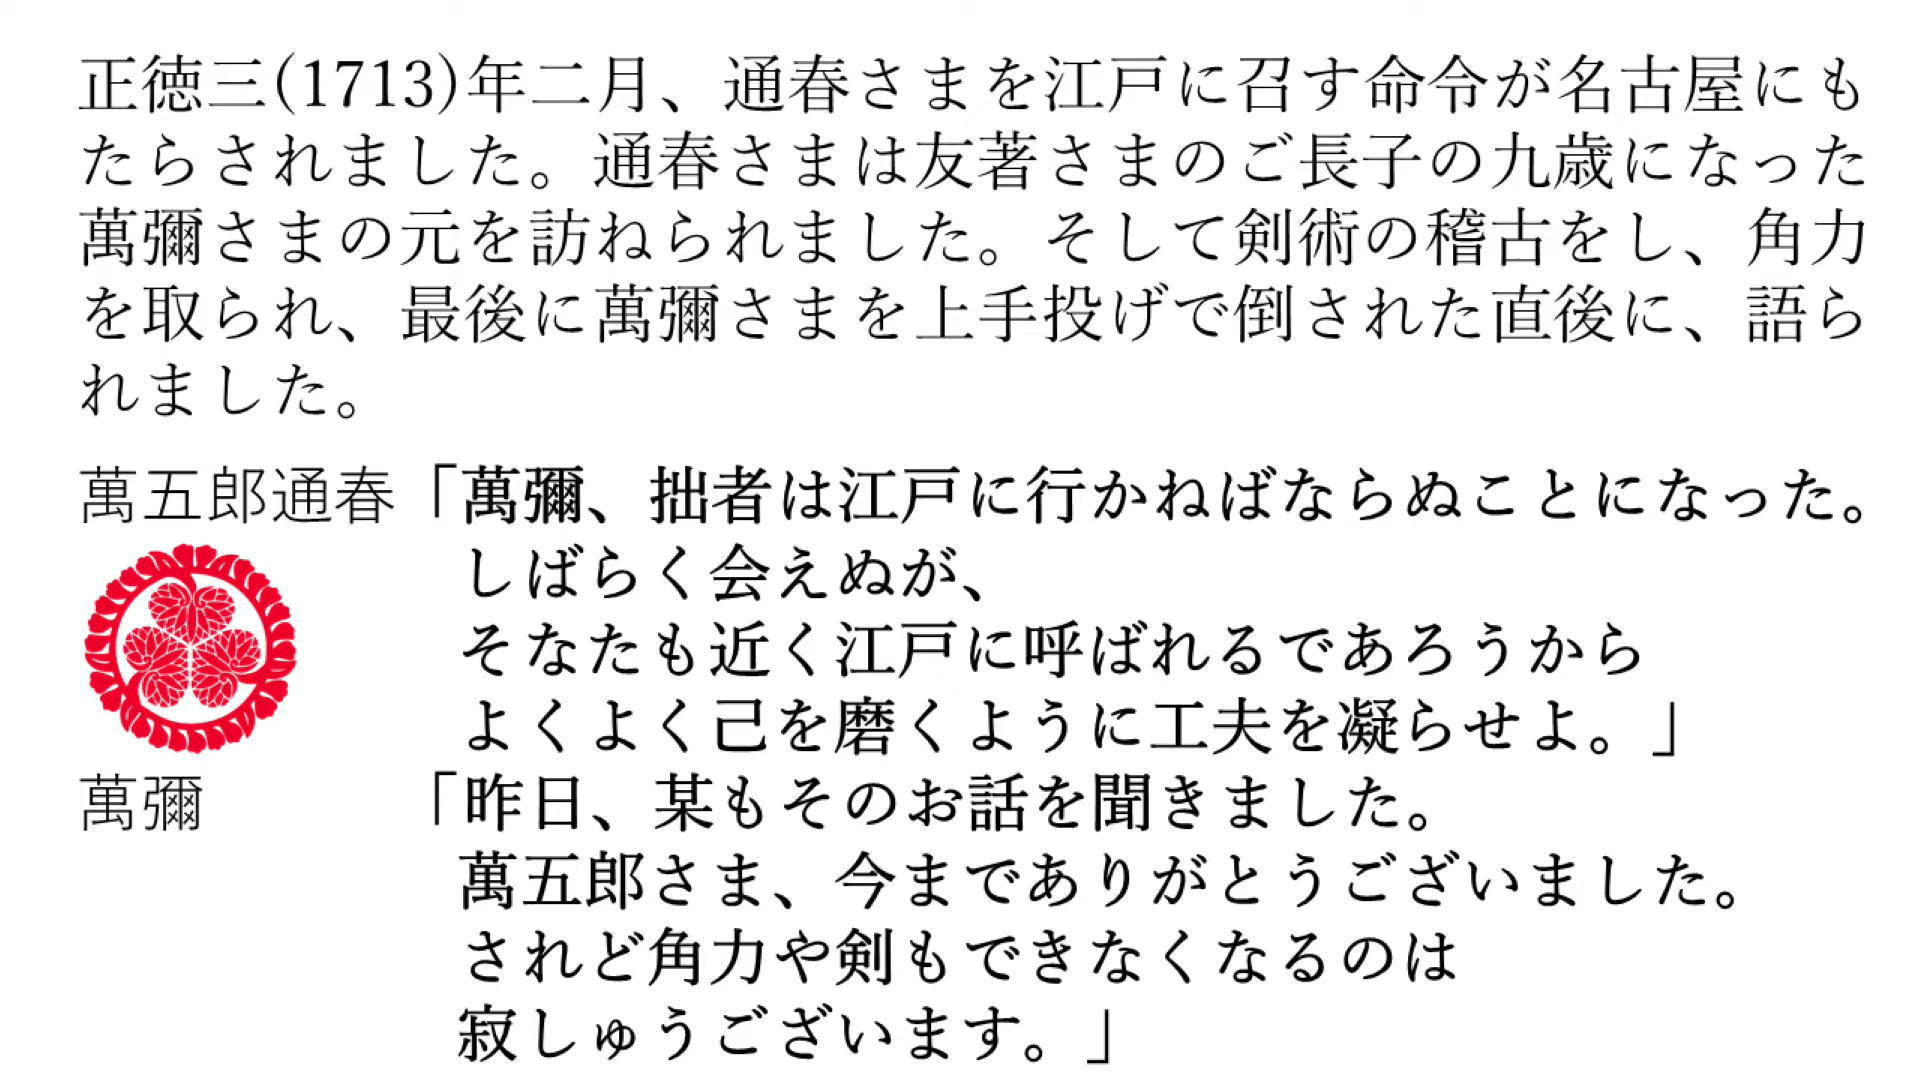 正徳三(1713)年二月、通春さまを江戸に召す命令が名古屋にも
たらされました。通春さまは友著さまのご長子の九歳になった
萬彌さまの元を訪ねられました。そして剣術の稽古をし、角力
を取られ、最後に萬彌さまを上手投げで倒された直後に、語ら
れました。
萬五郎通春「萬彌、拙者は江戸に行かねばならぬことになった。
しばらく会えぬが、
そなたも近く江戸に呼ばれるであろうから
よくよく己を磨くように工夫を凝らせよ。」
萬彌「昨日、某もそのお話を聞きました。
萬五郎さま、今までありがとうございました。
されど角力や剣もできなくなるのは
寂しゅうございます。」